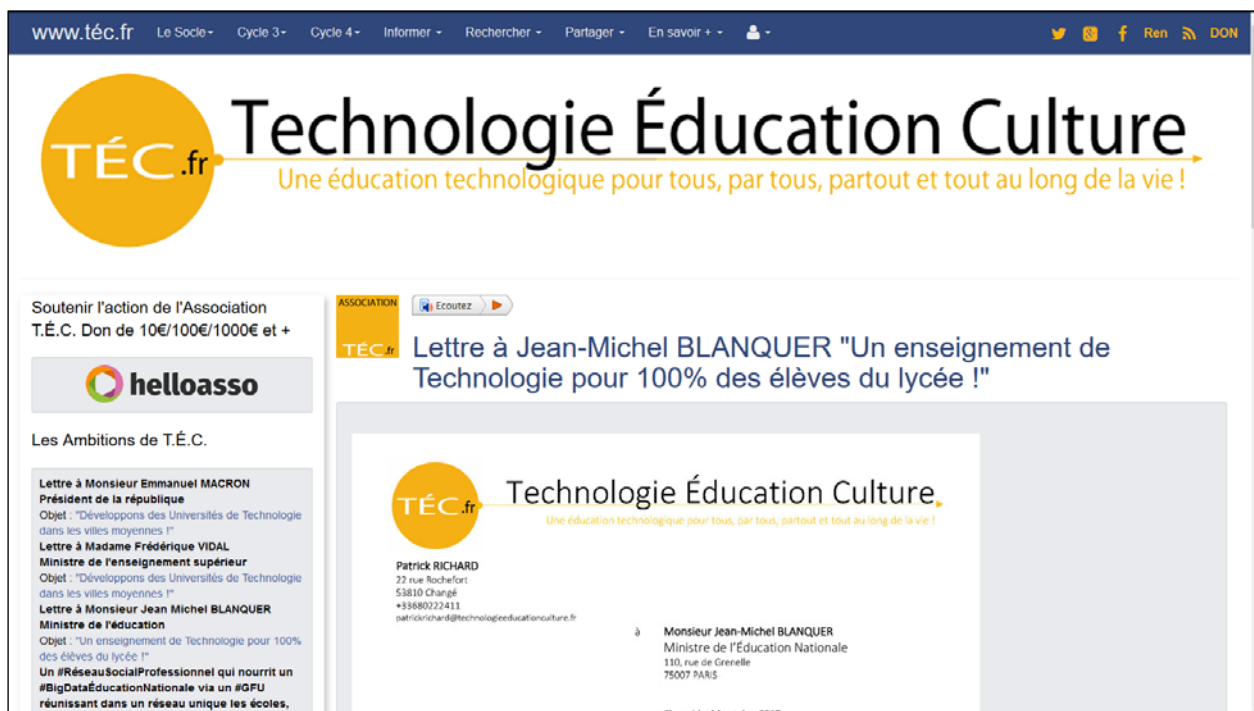 www.téc.fr Le Socle Cycle 3 Cycle 4 Informer Rechercher Partager En savoir + Ren DON
TÉC.fr
Technologie Éducation Culture
Une éducation technologique pour tous, par tous, partout et tout au long de la vie !
Soutenir l'action de l'Association
T.É.C. Don de 10€/100€/1000€ et +
helloasso
Les Ambitions de T.É.C.
Lettre à Monsieur Emmanuel MACRON
Président de la république
Objet : "Développons des Universités de Technologie
dans les villes moyennes !"
Lettre à Madame Frédérique VIDAL
Ministre de l'enseignement supérieur
Objet : "Développons des Universités de Technologie
dans les villes moyennes !"
Lettre à Monsieur Jean Michel BLANQUER
Ministre de l'éducation
Objet : "Un enseignement de Technologie pour 100%
des élèves du lycée !"
Un #RéseauSocialProfessionnel qui nourrit un
#BigDataÉducationNationale via un #GFU
réunissant dans un réseau unique les écoles,
ASSOCIATION
TÉC.fr
Ecoutez
Lettre à Jean-Michel BLANQUER "Un enseignement de
Technologie pour 100% des élèves du lycée !"
TÉC.fr
Technologie Éducation Culture
Une éducation technologique pour tous, par tous, partout et tout au long de la vie !
Patrick RICHARD
22 rue Rochefort
53810 Changé
+33680222411
patrickrichard@technologieeducationculture.fr
à Monsieur Jean-Michel BLANQUER
Ministre de l'Éducation Nationale
110, rue de Grenelle
75007 PARIS